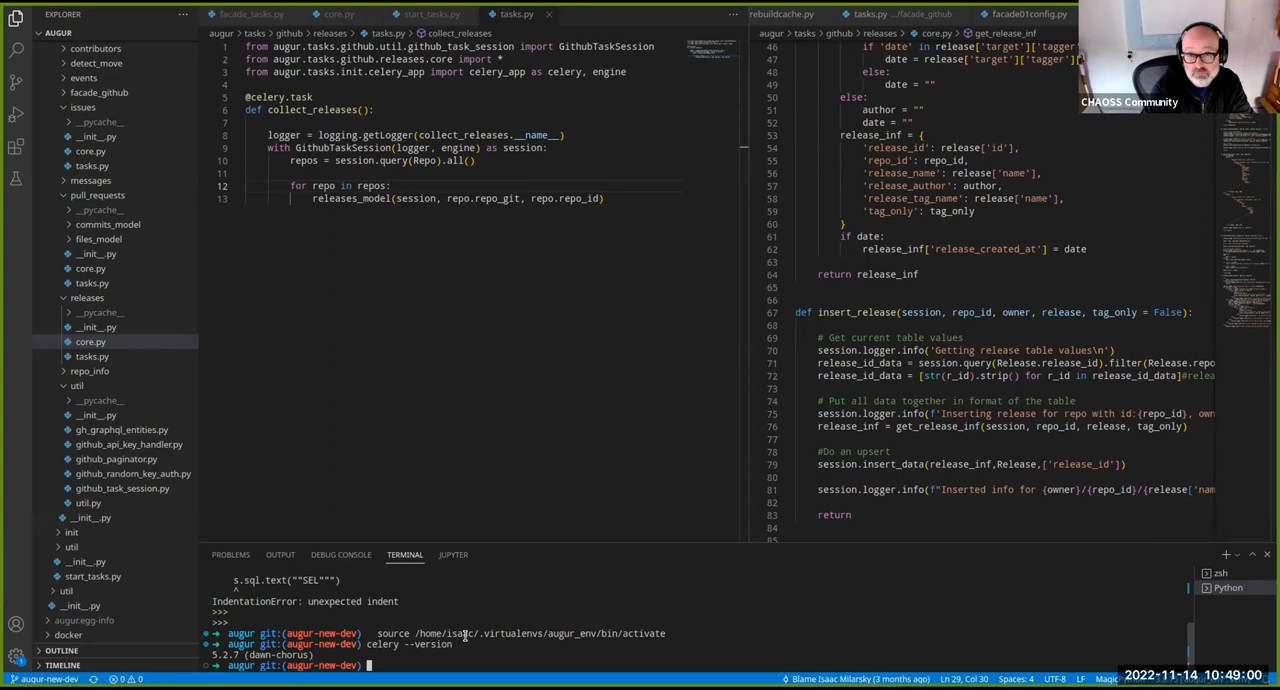 EXPLORER
AUGUR
contributors
detect_move
events
facade_github
issues
__pycache__
__init__.py
core.py
tasks.py
messages
pull_requests
__pycache__
commits_model
files_model
__init__.py
core.py
tasks.py
releases
__pycache__
__init__.py
core.py
tasks.py
repo_info
util
__pycache__
__init__.py
gh_graphql_entities.py
github_api_key_handler.py
github_paginator.py
github_random_key_auth.py
github_task_session.py
util.py
__init__.py
init
util
__init__.py
start_tasks.py
util
__init__.py
augur.egg-info
docker
OUTLINE
TIMELINE
facade_tasks.py core.py start_tasks.py tasks.py
augur > tasks > github > releases > tasks.py > collect_releases
1 from augur.tasks.github.util.github_task_session import GithubTaskSession
2 from augur.tasks.github.releases.core import *
3 from augur.tasks.init.celery_app import celery_app as celery, engine
4
5 @celery.task
6 def collect_releases():
7
8 logger = logging.getLogger(collect_releases.__name__)
9 with GithubTaskSession(logger, engine) as session:
10 repos = session.query(Repo).all()
11
12 for repo in repos:
13 releases_model(session, repo.repo_git, repo.repo_id)
rebuildcache.py tasks.py .../facade_github facade01config.py
augur > tasks > github > releases > core.py > get_release_inf
46 if 'date' in release['target']['tagger']
47 date = release['target']['tagger']
48 else:
49 date = ""
50 else:
51 author = ""
52 date = ""
53 release_inf = {
54 'release_id': release['id'],
55 'repo_id': repo_id,
56 'release_name': release['name'],
57 'release_author': author,
58 'release_tag_name': release['name'],
59 'tag_only': tag_only
60 }
61 if date:
62 release_inf['release_created_at'] = date
63
64 return release_inf
65
66
67 def insert_release(session, repo_id, owner, release, tag_only = False):
68
69 # Get current table values
70 session.logger.info('Getting release table values\n')
71 release_id_data = session.query(Release.release_id).filter(Release.repo
72 release_id_data = [str(r_id).strip() for r_id in release_id_data]#relea
73
74 # Put all data together in format of the table
75 session.logger.info(f'Inserting release for repo with id:{repo_id}, own
76 release_inf = get_release_inf(session, repo_id, release, tag_only)
77
78 #Do an upsert
79 session.insert_data(release_inf,Release,['release_id'])
80
81 session.logger.info(f"Inserted info for {owner}/{repo_id}/{release['nam
82
83 return
84
85
CHAOSS Community
PROBLEMS OUTPUT DEBUG CONSOLE TERMINAL JUPYTER
s.sql.text(""SEL""")
^
IndentationError: unexpected indent
>>>
>>>
➜ augur git:(augur-new-dev) source /home/isaac/.virtualenvs/augur_env/bin/activate
➜ augur git:(augur-new-dev) celery --version
5.2.7 (dawn-chorus)
➜ augur git:(augur-new-dev)
zsh
Python
augur-new-dev 0 0 Blame Isaac Milarsky (3 months ago) Ln 29, Col 30 Spaces: 4 UTF-8 LF
2022-11-14 10:49:00